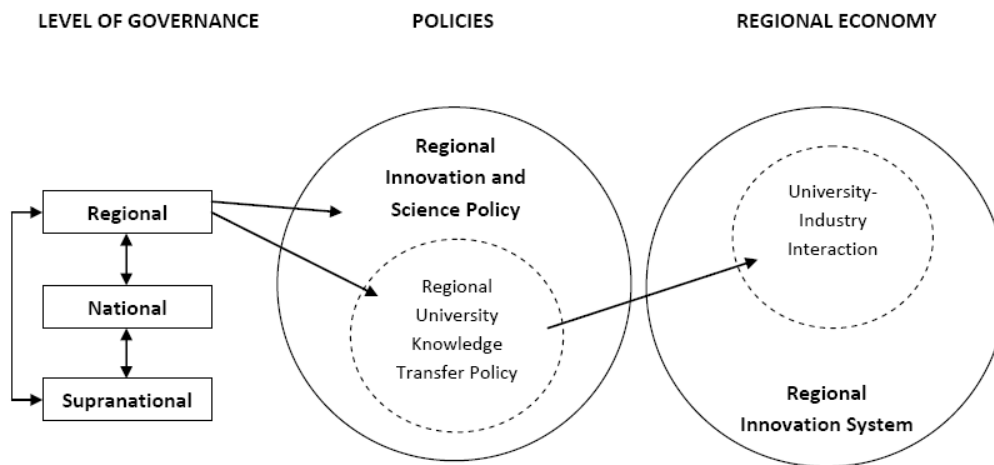 LEVEL OF GOVERNANCE
POLICIES
REGIONAL ECONOMY
Regional
National
Supranational
Regional
Innovation and
Science Policy
Regional
University
Knowledge
Transfer Policy
University-
Industry
Interaction
Regional
Innovation System